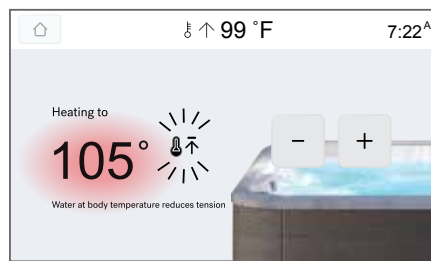 99 °F
7:22 A
Heating to
105°
Water at body temperature reduces tension
− +